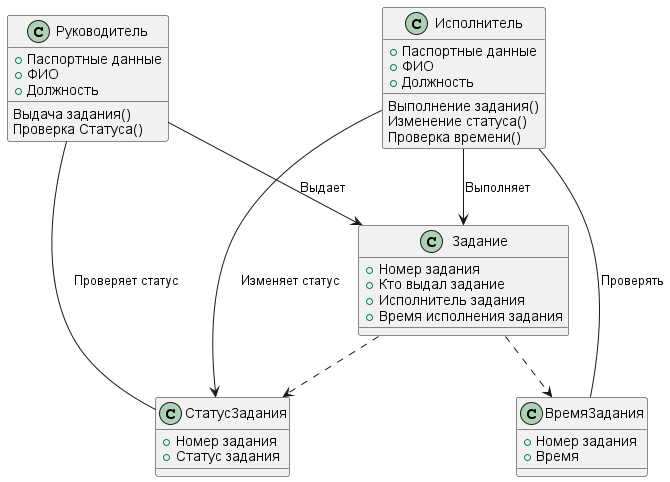 C Руководитель
+ Паспортные данные
+ ФИО
+ Должность
Выдача задания()
Проверка Статуса()
C Исполнитель
+ Паспортные данные
+ ФИО
+ Должность
Выполнение задания()
Изменение статуса()
Проверка времени()
Выдает
Выполняет
C Задание
+ Номер задания
+ Кто выдал задание
+ Исполнитель задания
+ Время исполнения задания
Проверяет статус
Изменяет статус
Проверять
C СтатусЗадания
+ Номер задания
+ Статус задания
C ВремяЗадания
+ Номер задания
+ Время